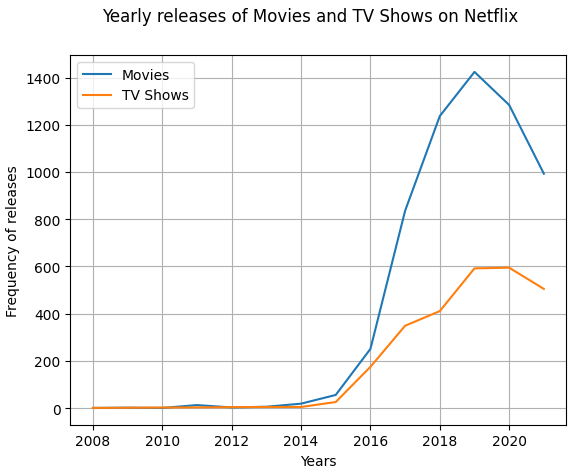 Yearly releases of Movies and TV Shows on Netflix
Movies
TV Shows
Frequency of releases
1400
1200
1000
800
600
400
200
0
2008 2010 2012 2014 2016 2018 2020
Years